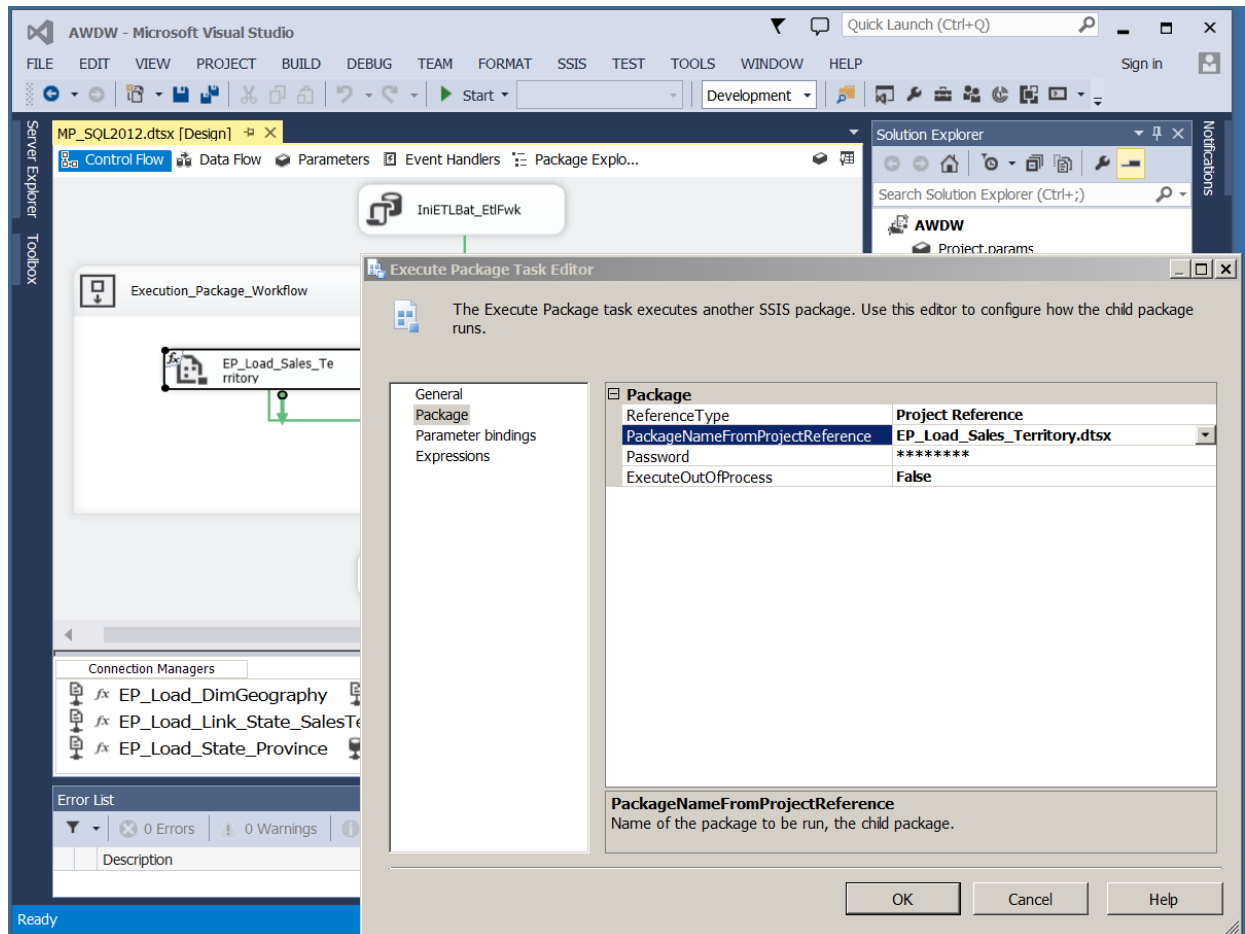 AWDW - Microsoft Visual Studio
Quick Launch (Ctrl+Q)
FILE EDIT VIEW PROJECT BUILD DEBUG TEAM FORMAT SSIS TEST TOOLS WINDOW HELP
Sign in
Start
Development
Server Explorer
Toolbox
MP_SQL2012.dtsx [Design]
Control Flow Data Flow Parameters Event Handlers Package Explo...
Solution Explorer
Search Solution Explorer (Ctrl+;)
AWDW
Project.params
Notifications
IniETLBat_EtlFwk
Execution_Package_Workflow
EP_Load_Sales_Te
rritory
Execute Package Task Editor
The Execute Package task executes another SSIS package. Use this editor to configure how the child package
runs.
General
Package
Parameter bindings
Expressions
Package
ReferenceType Project Reference
PackageNameFromProjectReference EP_Load_Sales_Territory.dtsx
Password ********
ExecuteOutOfProcess False
PackageNameFromProjectReference
Name of the package to be run, the child package.
OK Cancel Help
Connection Managers
fx EP_Load_DimGeography
fx EP_Load_Link_State_SalesTe
fx EP_Load_State_Province
Error List
0 Errors 0 Warnings 0
Description
Ready